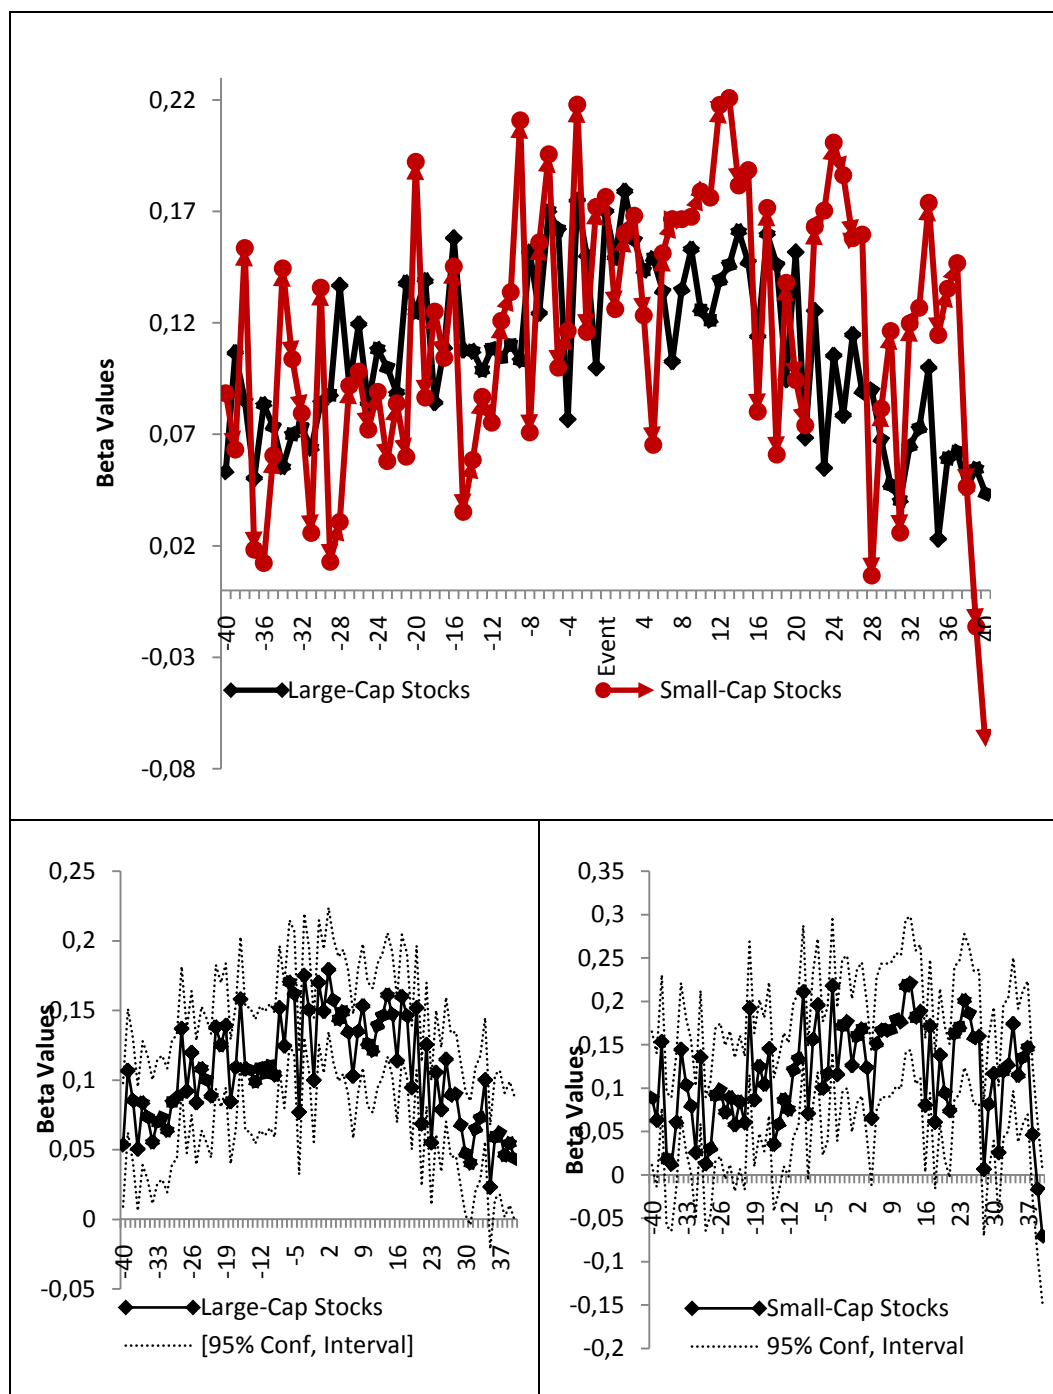 0,22
0,17
0,12
0,07
0,02
-0,03
-0,08
Beta Values
-40 -36 -32 -28 -24 -20 -16 -12 -8 -4 Event 4 8 12 16 20 24 28 32 36 40
Large-Cap Stocks Small-Cap Stocks
0,25
0,2
0,15
0,1
0,05
0
-0,05
Beta Values
-40 -33 -26 -19 -12 -5 2 9 16 23 30 37
Large-Cap Stocks
[95% Conf, Interval]
0,35
0,3
0,25
0,2
0,15
0,1
0,05
0
-0,05
-0,1
-0,15
-0,2
Beta Values
-40 -33 -26 -19 -12 -5 2 9 16 23 30 37
Small-Cap Stocks
95% Conf, Interval